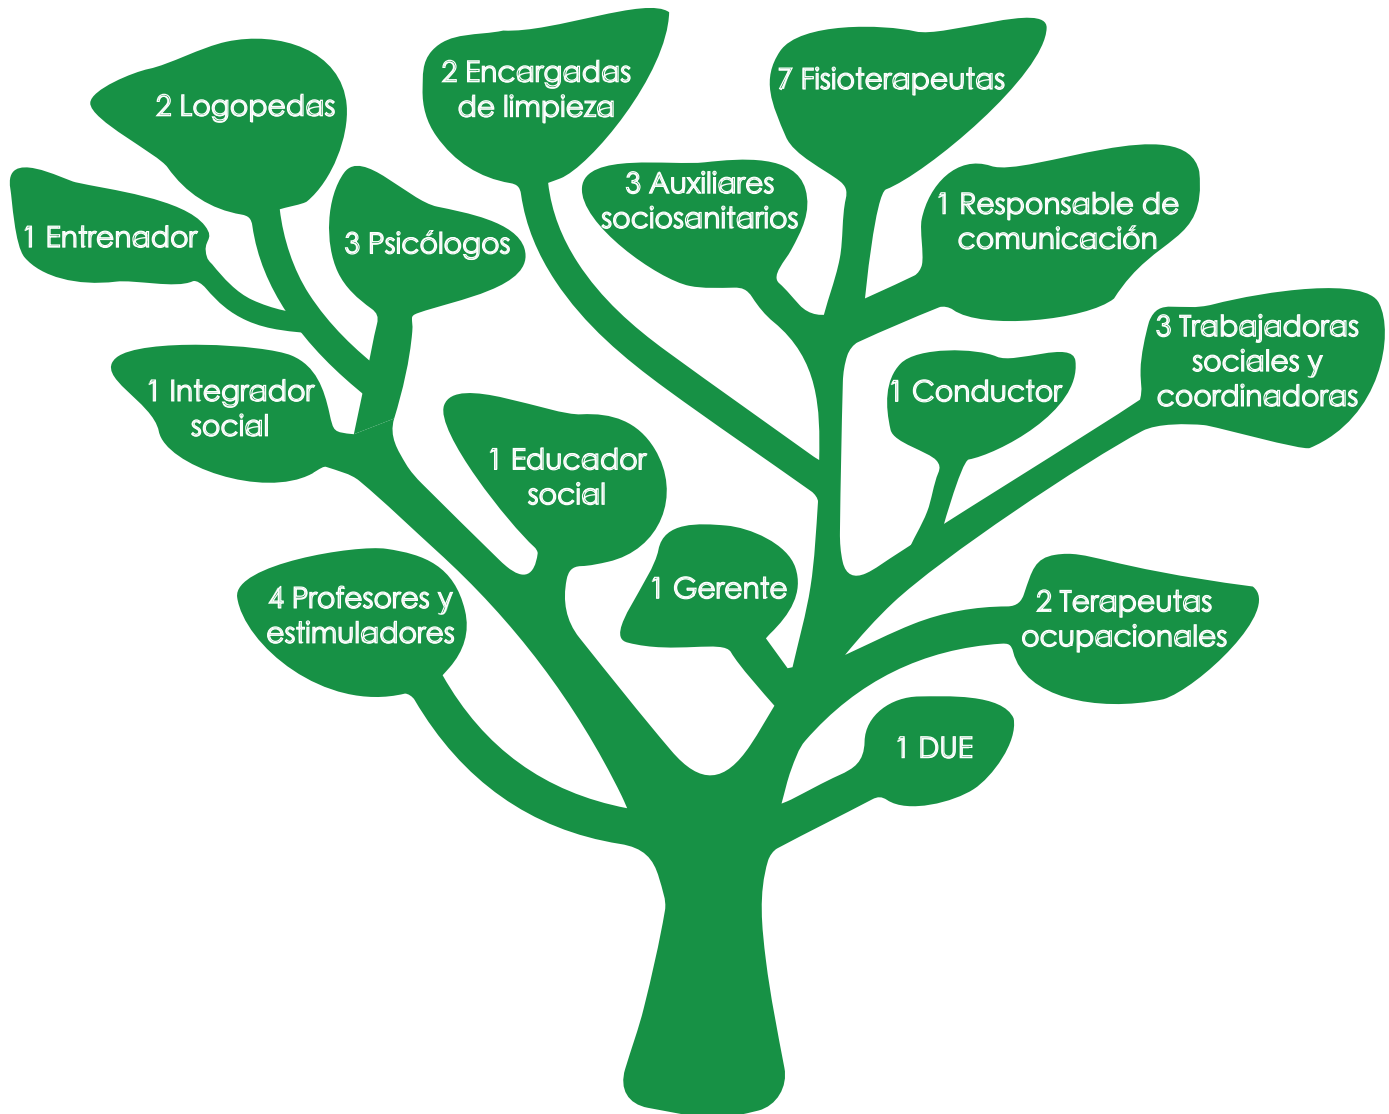 2 Logopedas
2 Encargadas
de limpieza
7 Fisioterapeutas
1 Entrenador
3 Psicólogos
3 Auxiliares
sociosanitarios
1 Responsable de
comunicación
1 Integrador
social
1 Educador
social
1 Conductor
3 Trabajadoras
sociales y
coordinadoras
4 Profesores y
estimuladores
1 Gerente
2 Terapeutas
ocupacionales
1 DUE